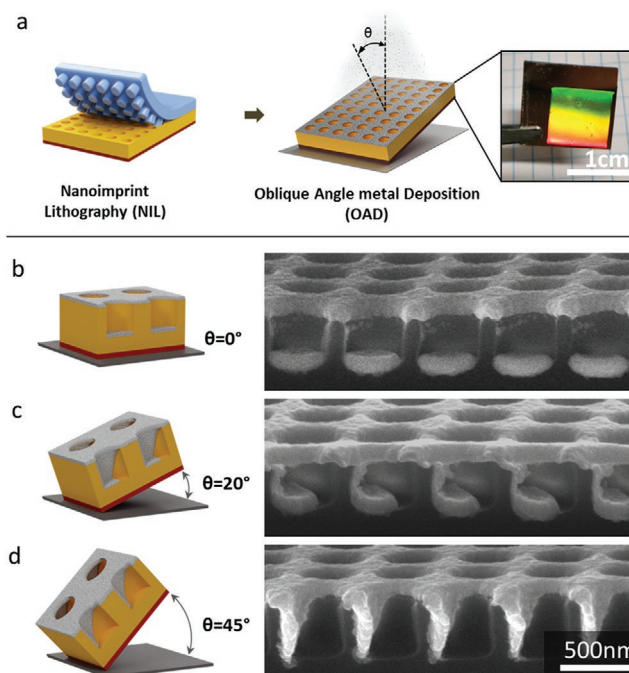 a
θ
1cm
Nanoimprint
Lithography (NIL)
Oblique Angle metal Deposition
(OAD)
b
θ=0°
c
θ=20°
d
θ=45°
500nm